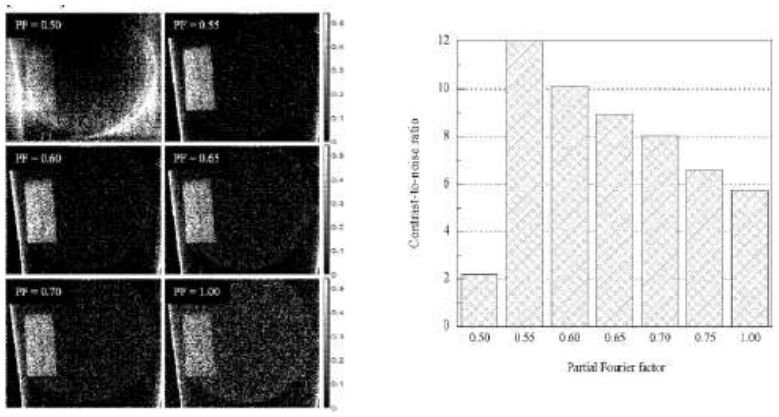 PF = 0.50
PF = 0.55
PF = 0.60
PF = 0.65
PF = 0.70
PF = 1.00
Contrast-to-noise ratio
12
10
8
6
4
2
0
0.50 0.55 0.60 0.65 0.70 0.75 1.00
Partial Fourier factor